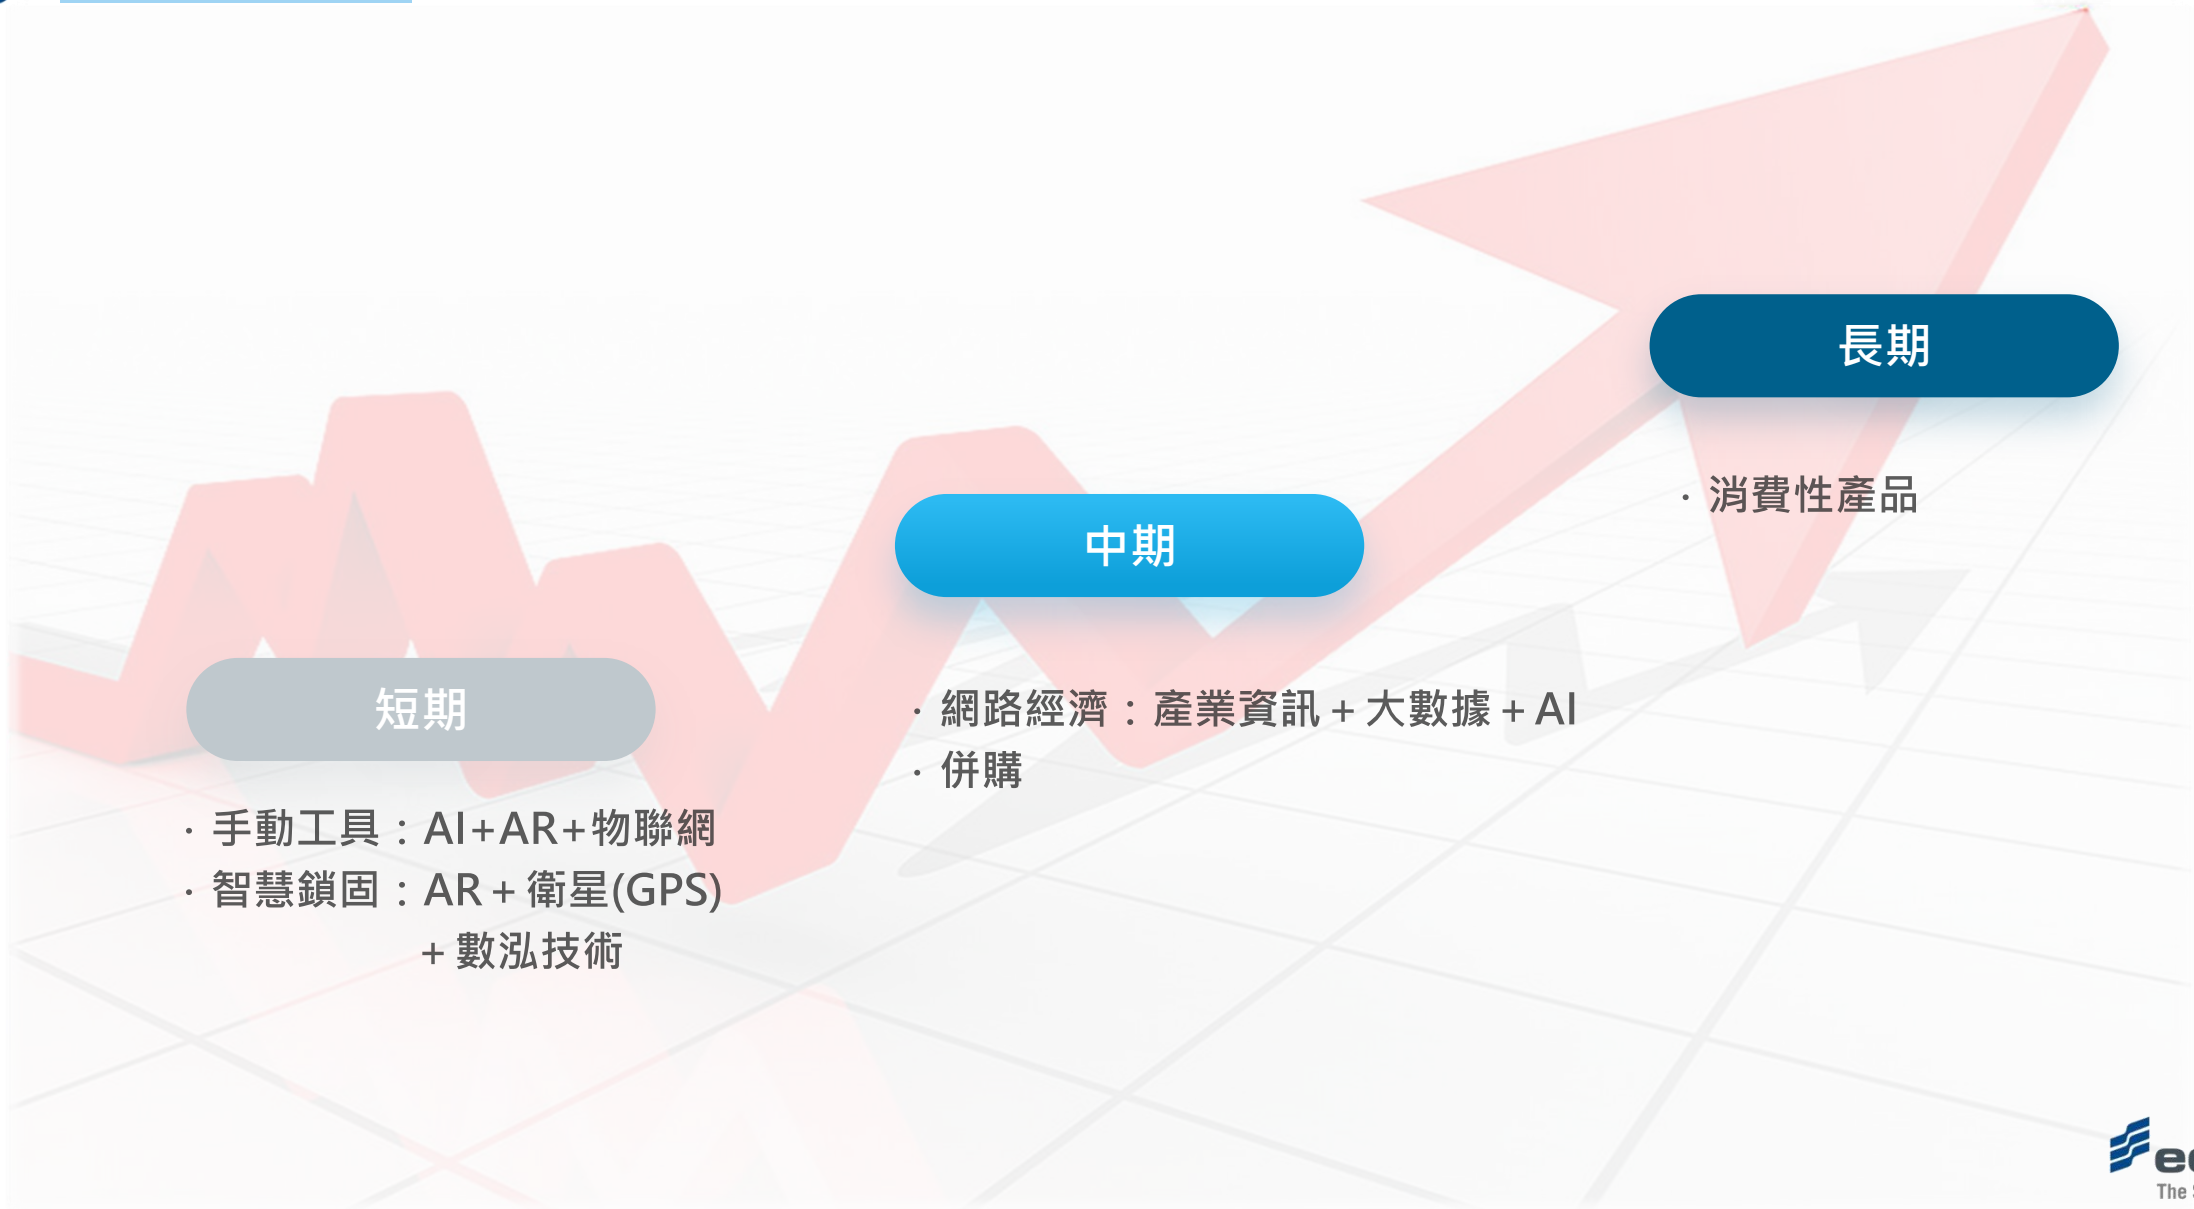 長期
· 消費性產品
中期
· 網路經濟：產業資訊 + 大數據 + AI
· 併購
短期
· 手動工具：AI+AR+物聯網
· 智慧鎖固：AR + 衛星(GPS)
+ 數泓技術
The